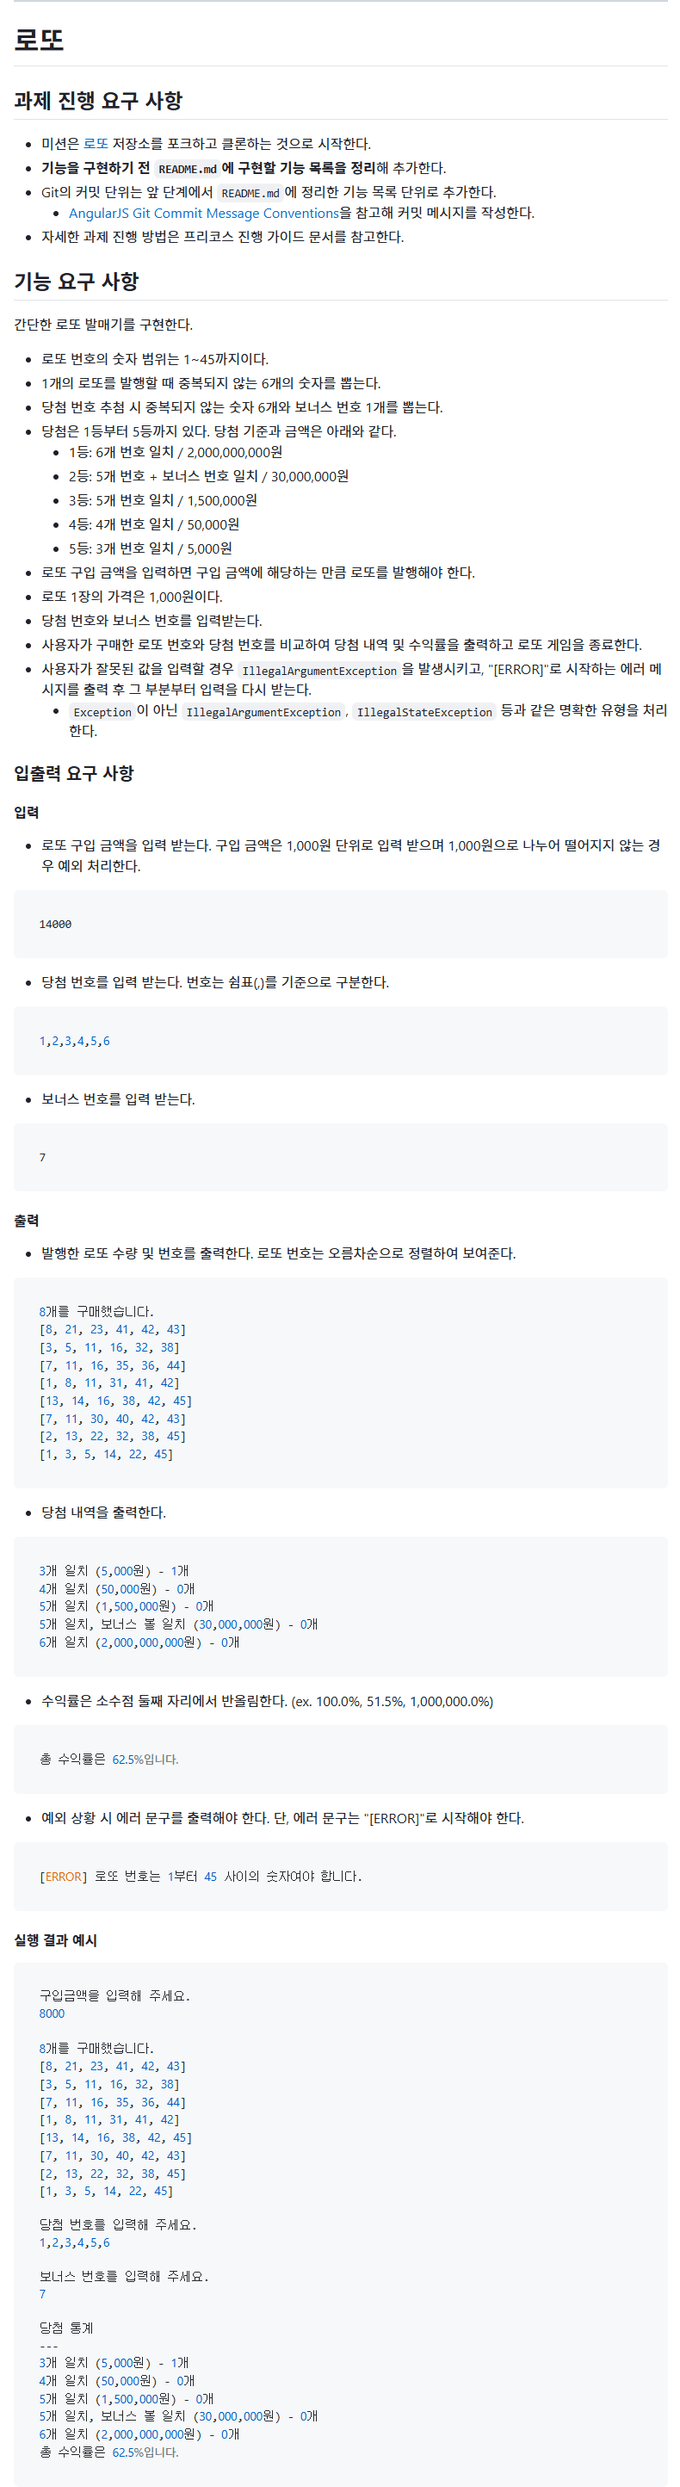 로또
과제 진행 요구 사항
미션은 로또 저장소를 포크하고 클론하는 것으로 시작한다.
기능을 구현하기 전 README.md에 구현할 기능 목록을 정리해 추가한다.
Git의 커밋 단위는 앞 단계에서 README.md에 정리한 기능 목록 단위로 추가한다.
AngularJS Git Commit Message Conventions을 참고해 커밋 메시지를 작성한다.
자세한 과제 진행 방법은 프리코스 진행 가이드 문서를 참고한다.
기능 요구 사항
간단한 로또 발매기를 구현한다.
로또 번호의 숫자 범위는 1~45까지이다.
1개의 로또를 발행할 때 중복되지 않는 6개의 숫자를 뽑는다.
당첨 번호 추첨 시 중복되지 않는 숫자 6개와 보너스 번호 1개를 뽑는다.
당첨은 1등부터 5등까지 있다. 당첨 기준과 금액은 아래와 같다.
1등: 6개 번호 일치 / 2,000,000,000원
2등: 5개 번호 + 보너스 번호 일치 / 30,000,000원
3등: 5개 번호 일치 / 1,500,000원
4등: 4개 번호 일치 / 50,000원
5등: 3개 번호 일치 / 5,000원
로또 구입 금액을 입력하면 구입 금액에 해당하는 만큼 로또를 발행해야 한다.
로또 1장의 가격은 1,000원이다.
당첨 번호와 보너스 번호를 입력받는다.
사용자가 구매한 로또 번호와 당첨 번호를 비교하여 당첨 내역 및 수익률을 출력하고 로또 게임을 종료한다.
사용자가 잘못된 값을 입력할 경우 IllegalArgumentException을 발생시키고, "[ERROR]"로 시작하는 에러 메
시지를 출력 후 그 부분부터 입력을 다시 받는다.
Exception이 아닌 IllegalArgumentException, IllegalStateException 등과 같은 명확한 유형을 처리
한다.
입출력 요구 사항
입력
로또 구입 금액을 입력 받는다. 구입 금액은 1,000원 단위로 입력 받으며 1,000원으로 나누어 떨어지지 않는 경
우 예외 처리한다.
14000
당첨 번호를 입력 받는다. 번호는 쉼표(,)를 기준으로 구분한다.
1,2,3,4,5,6
보너스 번호를 입력 받는다.
7
출력
발행한 로또 수량 및 번호를 출력한다. 로또 번호는 오름차순으로 정렬하여 보여준다.
8개를 구매했습니다.
[8, 21, 23, 41, 42, 43]
[3, 5, 11, 16, 32, 38]
[7, 11, 16, 35, 36, 44]
[1, 8, 11, 31, 41, 42]
[13, 14, 16, 38, 42, 45]
[7, 11, 30, 40, 42, 43]
[2, 13, 22, 32, 38, 45]
[1, 3, 5, 14, 22, 45]
당첨 내역을 출력한다.
3개 일치 (5,000원) - 1개
4개 일치 (50,000원) - 0개
5개 일치 (1,500,000원) - 0개
5개 일치, 보너스 볼 일치 (30,000,000원) - 0개
6개 일치 (2,000,000,000원) - 0개
수익률은 소수점 둘째 자리에서 반올림한다. (ex. 100.0%, 51.5%, 1,000,000.0%)
총 수익률은 62.5%입니다.
예외 상황 시 에러 문구를 출력해야 한다. 단, 에러 문구는 "[ERROR]"로 시작해야 한다.
[ERROR] 로또 번호는 1부터 45 사이의 숫자여야 합니다.
실행 결과 예시
구입금액을 입력해 주세요.
8000
8개를 구매했습니다.
[8, 21, 23, 41, 42, 43]
[3, 5, 11, 16, 32, 38]
[7, 11, 16, 35, 36, 44]
[1, 8, 11, 31, 41, 42]
[13, 14, 16, 38, 42, 45]
[7, 11, 30, 40, 42, 43]
[2, 13, 22, 32, 38, 45]
[1, 3, 5, 14, 22, 45]
당첨 번호를 입력해 주세요.
1,2,3,4,5,6
보너스 번호를 입력해 주세요.
7
당첨 통계
---
3개 일치 (5,000원) - 1개
4개 일치 (50,000원) - 0개
5개 일치 (1,500,000원) - 0개
5개 일치, 보너스 볼 일치 (30,000,000원) - 0개
6개 일치 (2,000,000,000원) - 0개
총 수익률은 62.5%입니다.